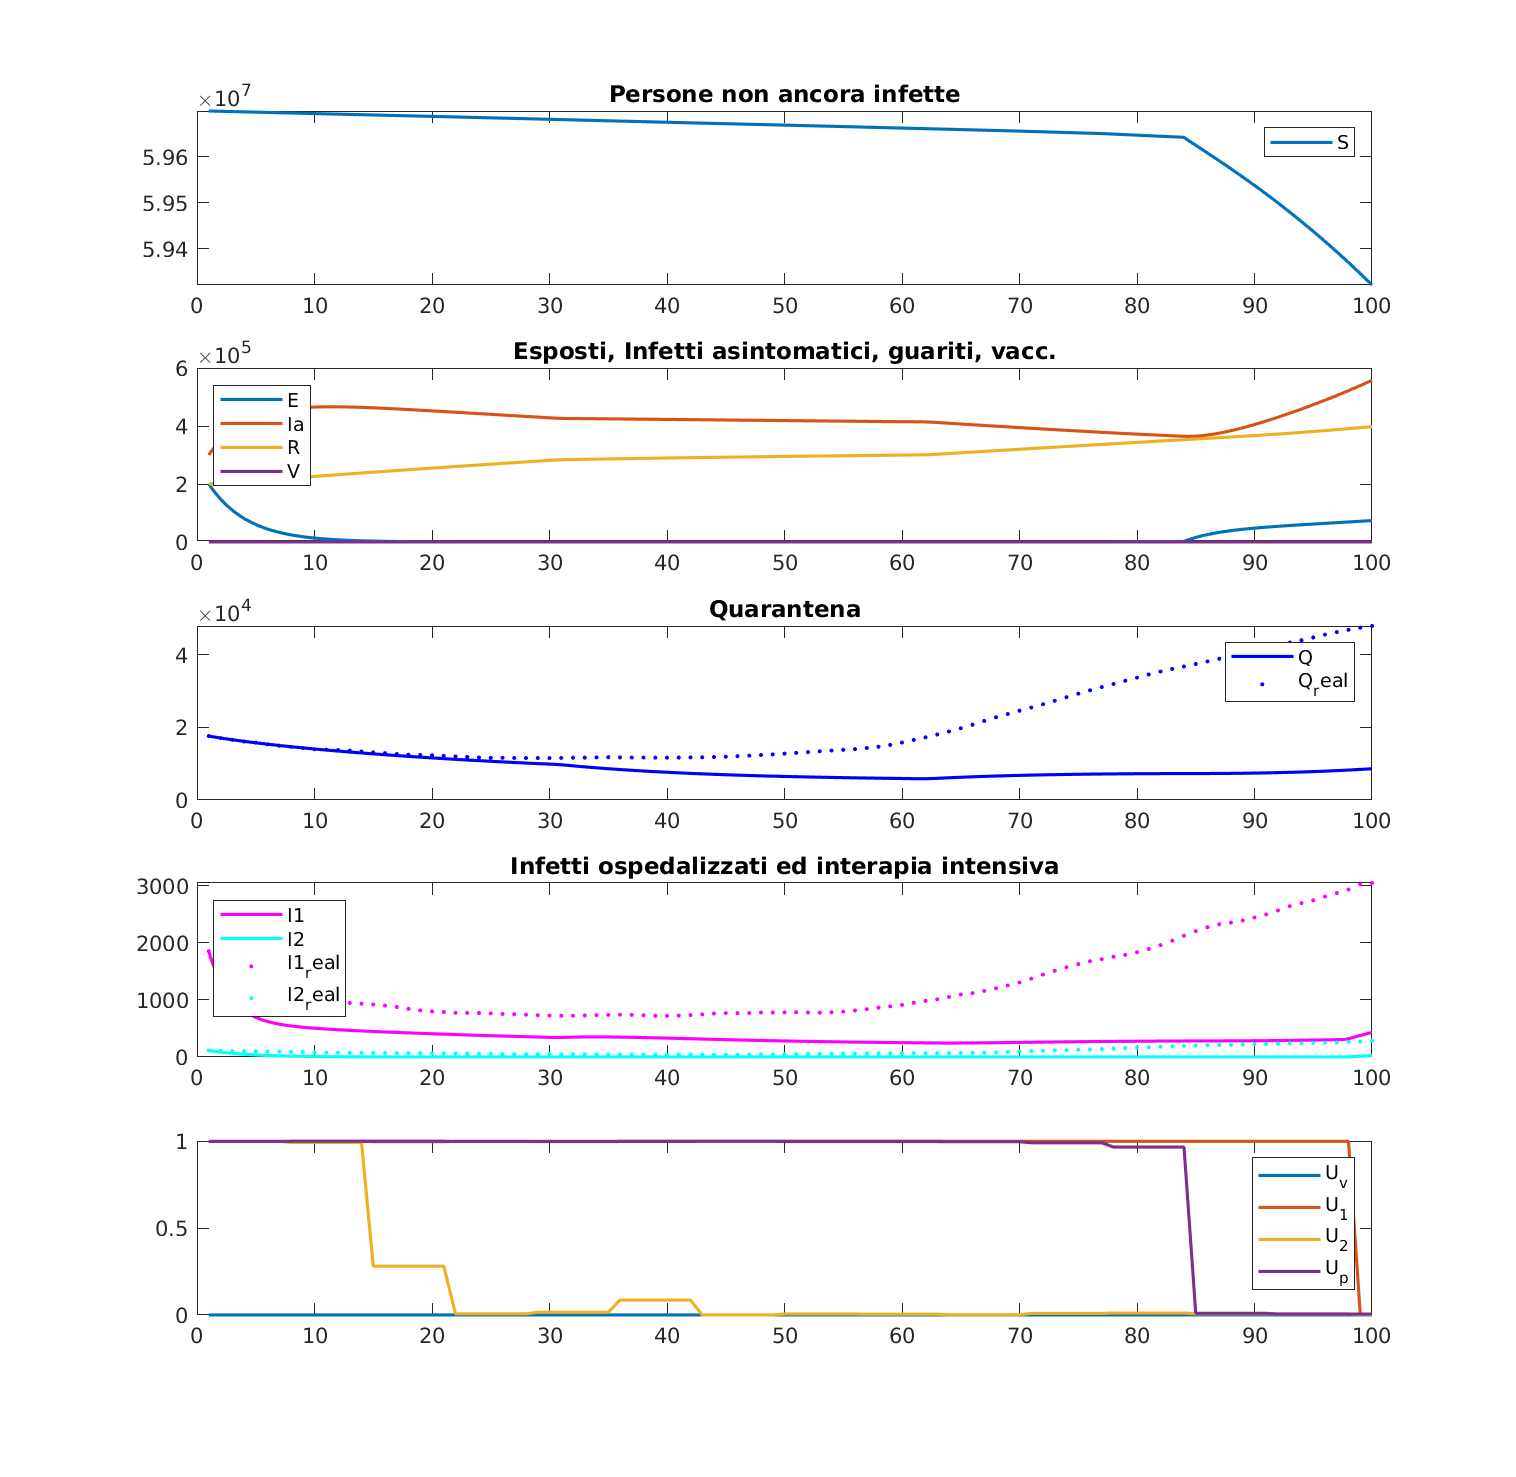 ×10^7
Persone non ancora infette
S
5.96
5.95
5.94
0 10 20 30 40 50 60 70 80 90 100
×10^5
Esposti, Infetti asintomatici, guariti, vacc.
6
4
2
0
E
Ia
R
V
0 10 20 30 40 50 60 70 80 90 100
×10^4
Quarantena
4
2
0
Q
Q_real
0 10 20 30 40 50 60 70 80 90 100
Infetti ospedalizzati ed interapia intensiva
3000
2000
1000
0
I1
I2
I1_real
I2_real
0 10 20 30 40 50 60 70 80 90 100
1
0.5
0
U_v
U_1
U_2
U_p
0 10 20 30 40 50 60 70 80 90 100